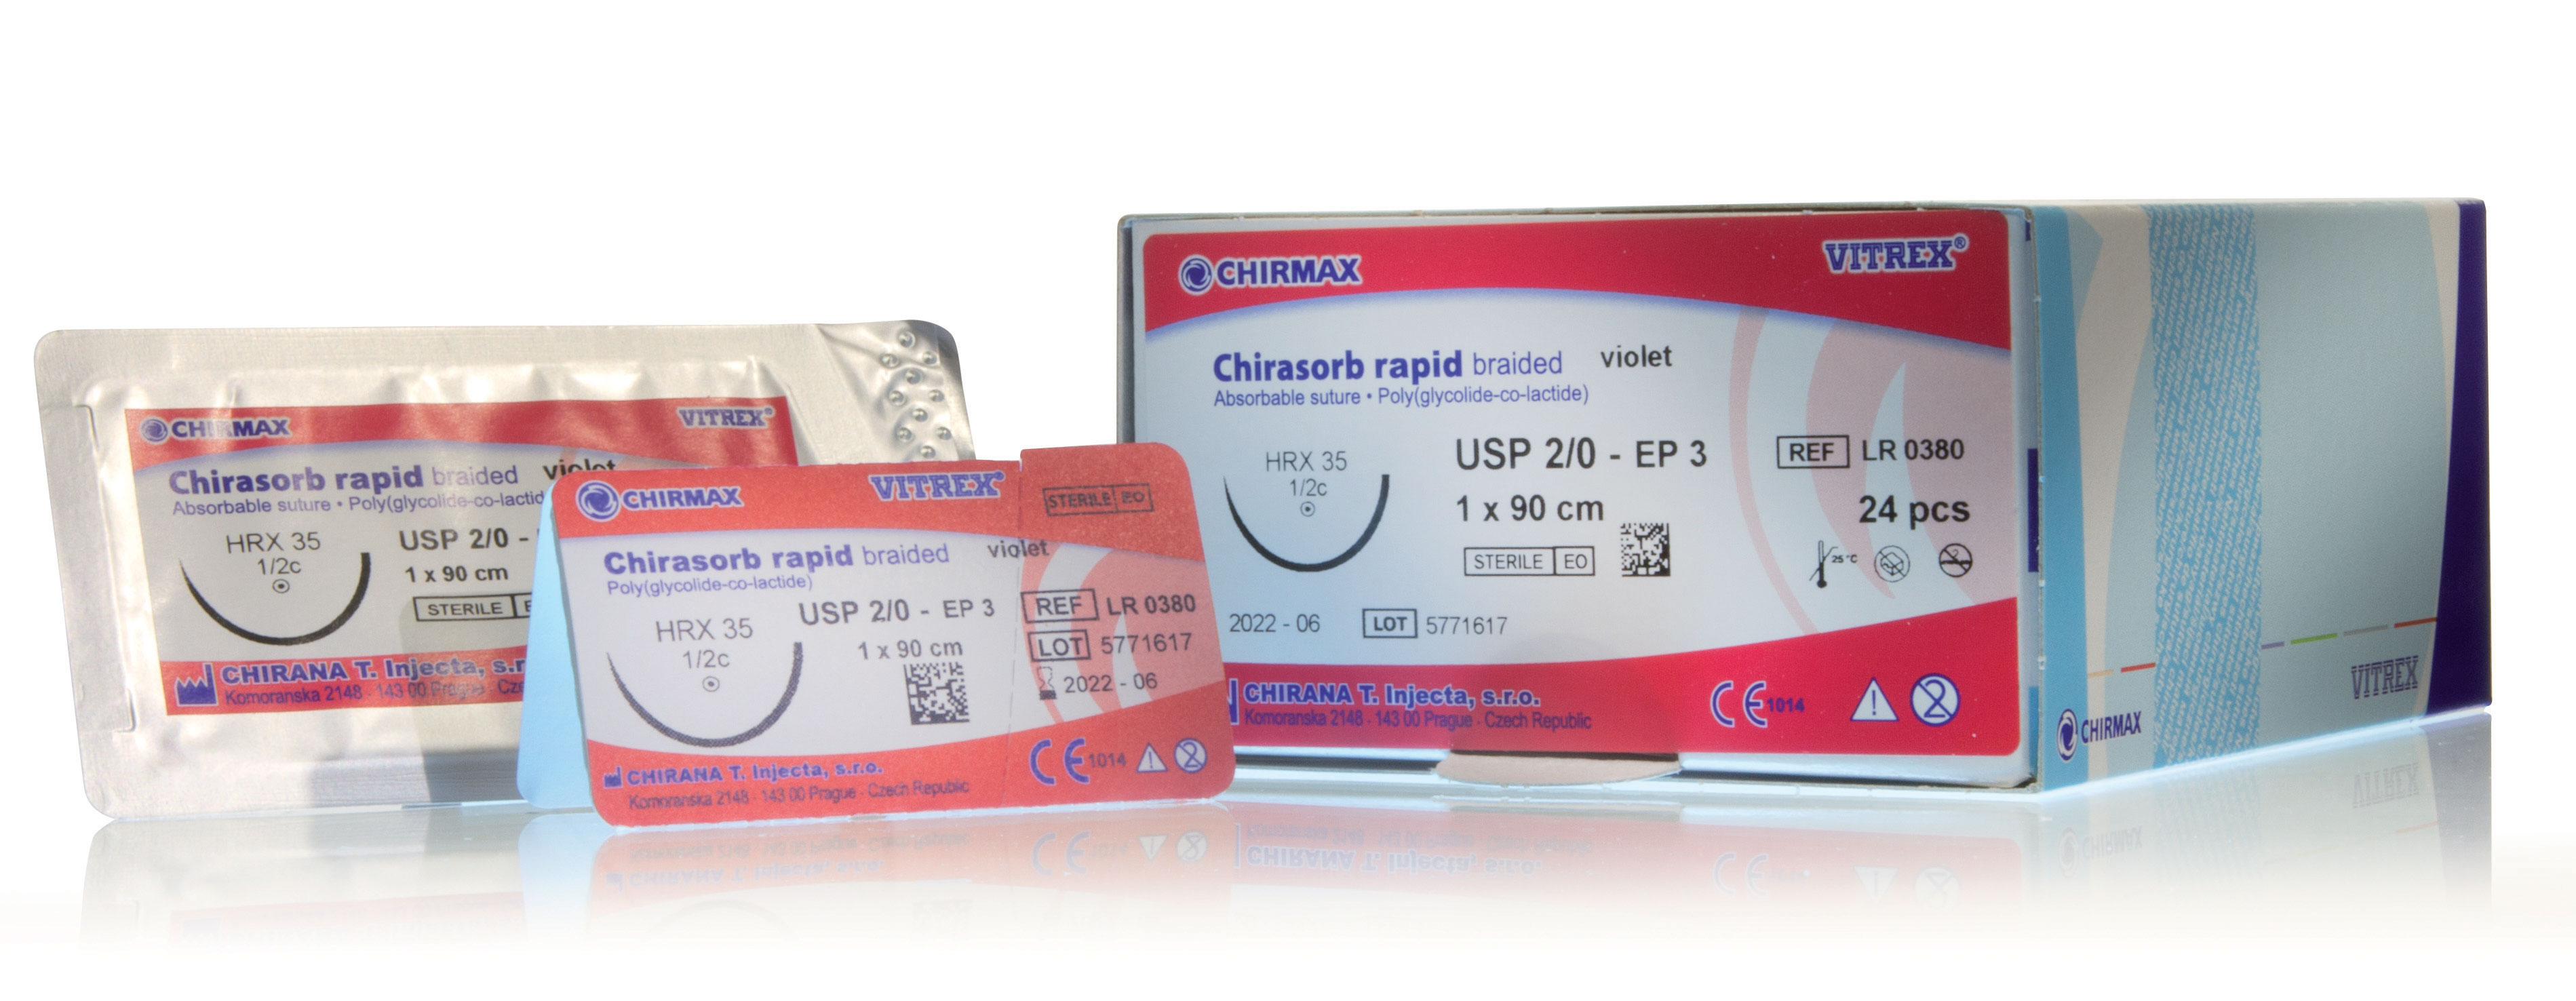 CHIRMAX VITREX®
Chirasorb rapid braided violet
Absorbable suture • Poly(glycolide-co-lactid
HRX 35
1/2c
USP 2/0 -
1 x 90 cm
STERILE
CHIRANA T. Injecta, s.r
Komoranska 2148 - 143 00 Prague - Cze
CHIRMAX VITREX®
STERILE EO
Chirasorb rapid braided violet
Poly(glycolide-co-lactide)
HRX 35
1/2c
USP 2/0 - EP 3
1 x 90 cm
REF LR 0380
LOT 5771617
2022 - 06
CHIRANA T. Injecta, s.r.o.
Komoranska 2148 - 143 00 Prague - Czech Republic
CE 1014
CHIRMAX VITREX®
Chirasorb rapid braided violet
Absorbable suture • Poly(glycolide-co-lactide)
HRX 35
1/2c
USP 2/0 - EP 3
1 x 90 cm
STERILE EO
REF LR 0380
24 pcs
25 °C
2022 - 06 LOT 5771617
CHIRANA T. Injecta, s.r.o.
Komoranska 2148 - 143 00 Prague - Czech Republic
CE 1014
CHIRMAX
VITREX